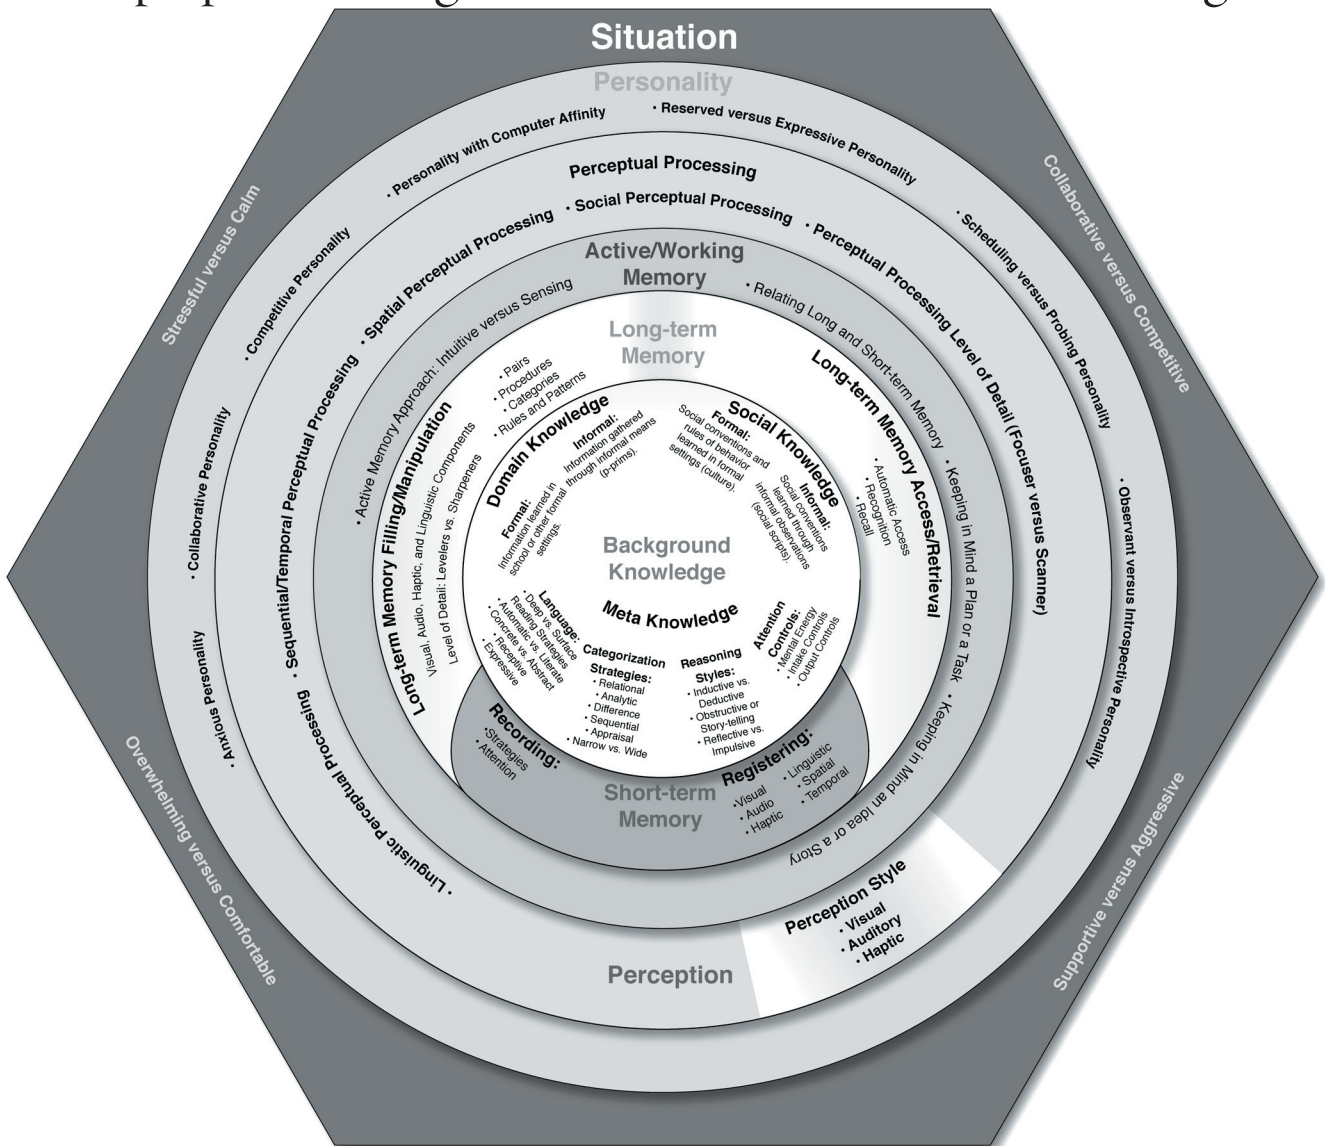 Situation
Personality
• Personality with Computer Affinity
• Reserved versus Expressive Personality
• Competitive Personality
• Scheduling versus Probing Personality
• Collaborative Personality
• Observant versus Introspective Personality
• Anxious Personality
Stressful versus Calm
Collaborative versus Competitive
Overwhelming versus Comfortable
Supportive versus Aggressive
Perceptual Processing
• Social Perceptual Processing
• Spatial Perceptual Processing
• Perceptual Processing Level of Detail (Focuser versus Scanner)
• Sequential/Temporal Perceptual Processing
• Linguistic Perceptual Processing
Active/Working
Memory
• Active Memory Approach: Intuitive versus Sensing
• Relating Long and Short-term Memory
• Keeping in Mind a Plan or a Task
• Keeping in Mind an Idea or a Story
Long-term
Memory
Long-term Memory Filling/Manipulation
Visual, Audio, Haptic, and Linguistic Components
Level of Detail: Levelers vs. Sharpeners
• Pairs
• Procedures
• Categories
• Rules and Patterns
Long-term Memory Access/Retrieval
• Automatic Access
• Recognition
• Recall
Domain Knowledge
Informal:
Information gathered
through informal means
(p-prims).
Formal:
Information learned in
school or other formal
settings.
Social Knowledge
Formal:
Social conventions and
rules of behavior
learned in formal
settings (culture).
Informal:
Social conventions
learned through
informal observations
(social scripts).
Background
Knowledge
Meta Knowledge
Language:
• Deep vs. Surface
Reading Strategies
• Automatic vs. Literate
• Concrete vs. Abstract
• Receptive
• Expressive
Categorization
Strategies:
• Relational
• Analytic
• Difference
• Sequential
• Appraisal
• Narrow vs. Wide
Reasoning
Styles:
• Inductive vs.
Deductive
• Obstructive or
Story-telling
• Reflective vs.
Impulsive
Attention
Controls:
• Mental Energy
• Intake Controls
• Output Controls
Recording:
•Strategies
• Attention
Registering:
•Visual
• Audio
• Haptic
• Linguistic
• Spatial
• Temporal
Short-term
Memory
Perception Style
• Visual
• Auditory
• Haptic
Perception